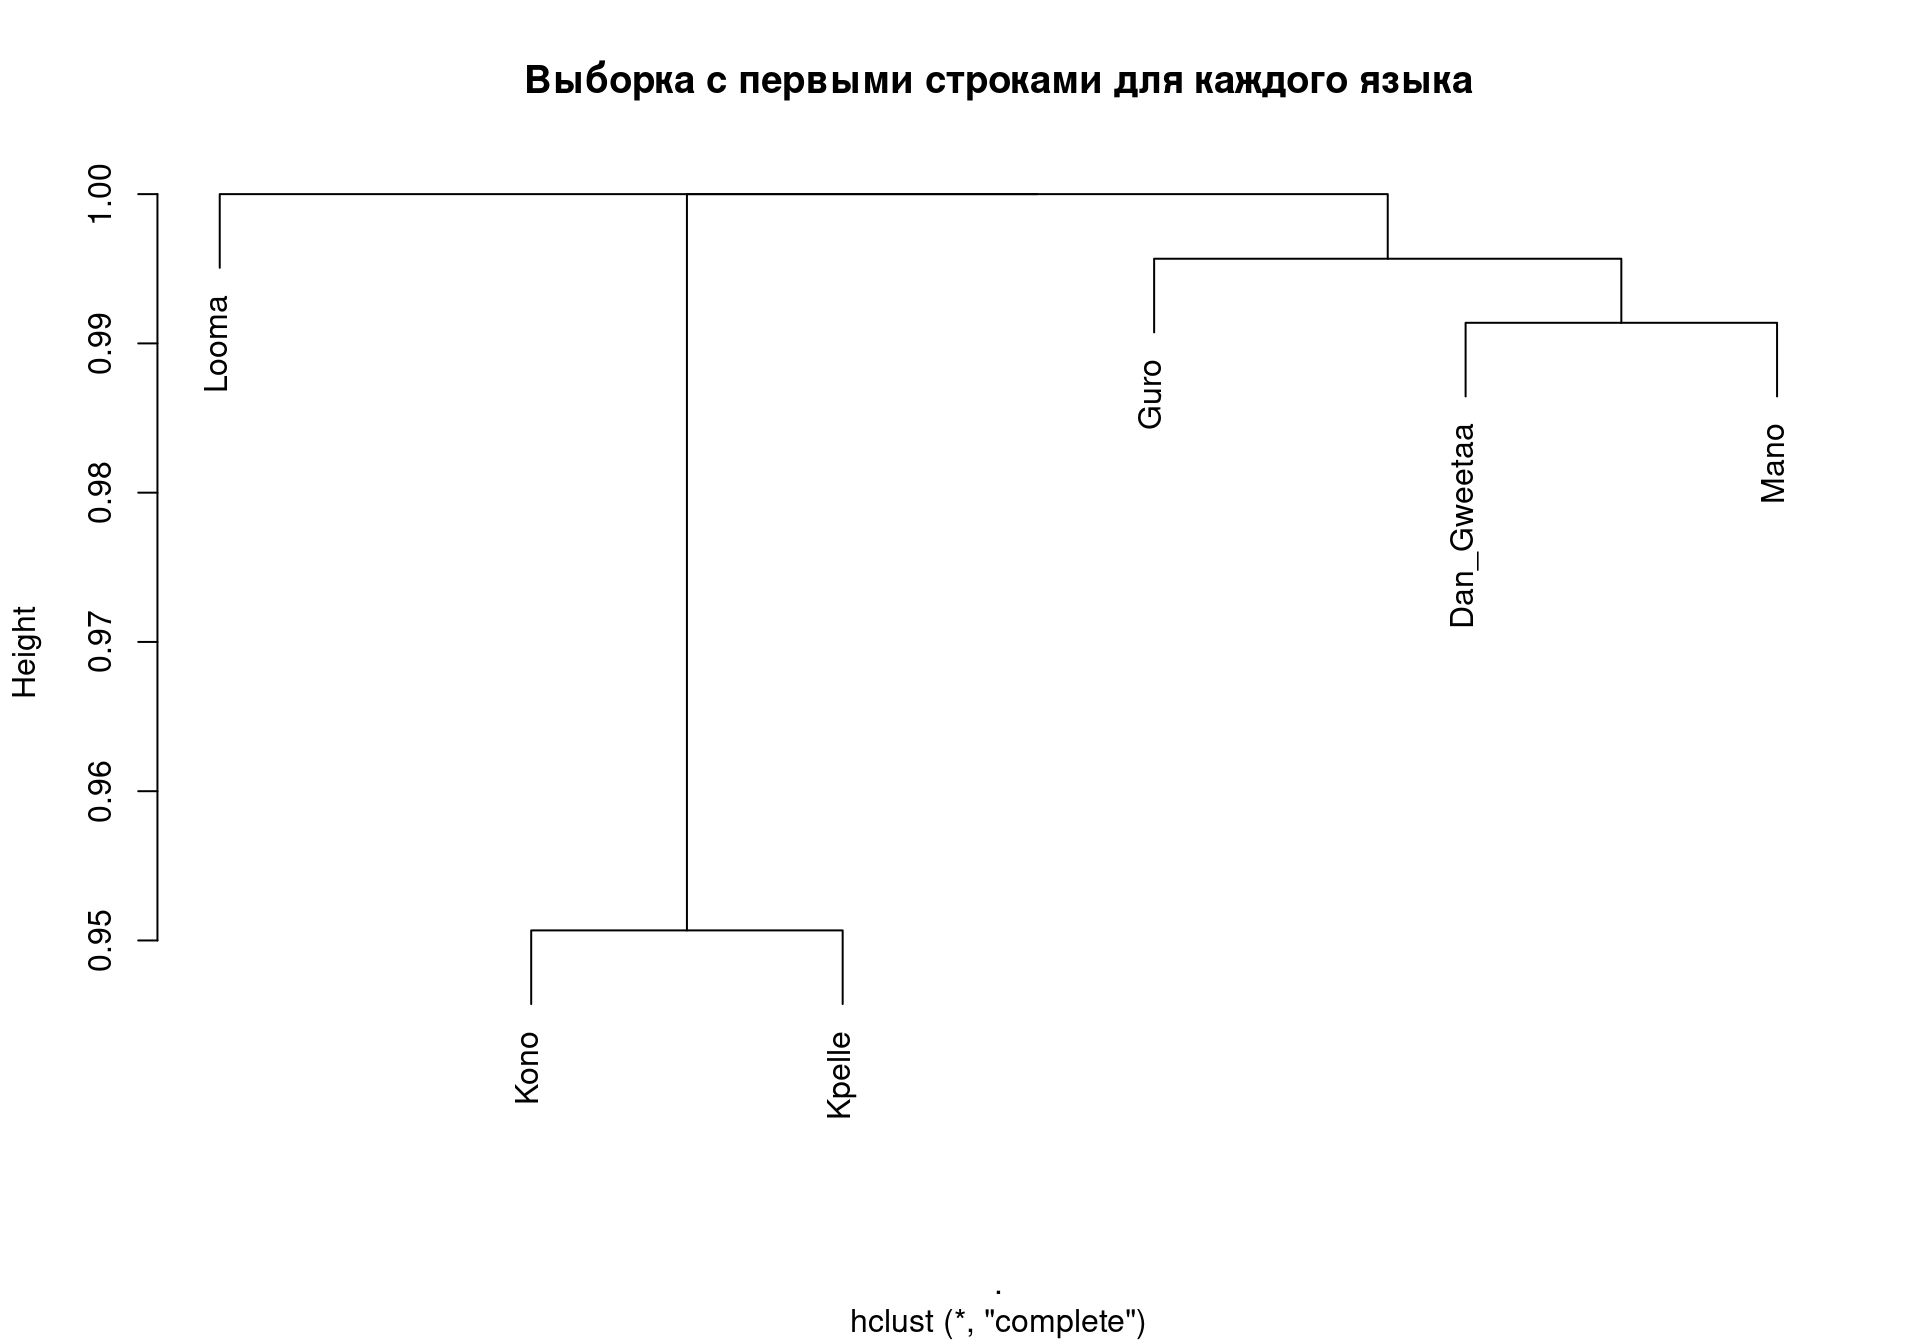 Выборка с первыми строками для каждого языка
Height
1.00
0.99
0.98
0.97
0.96
0.95
Looma
Kono
Kpelle
Guro
Dan_Gweetaa
Mano
.
hclust (*, "complete")